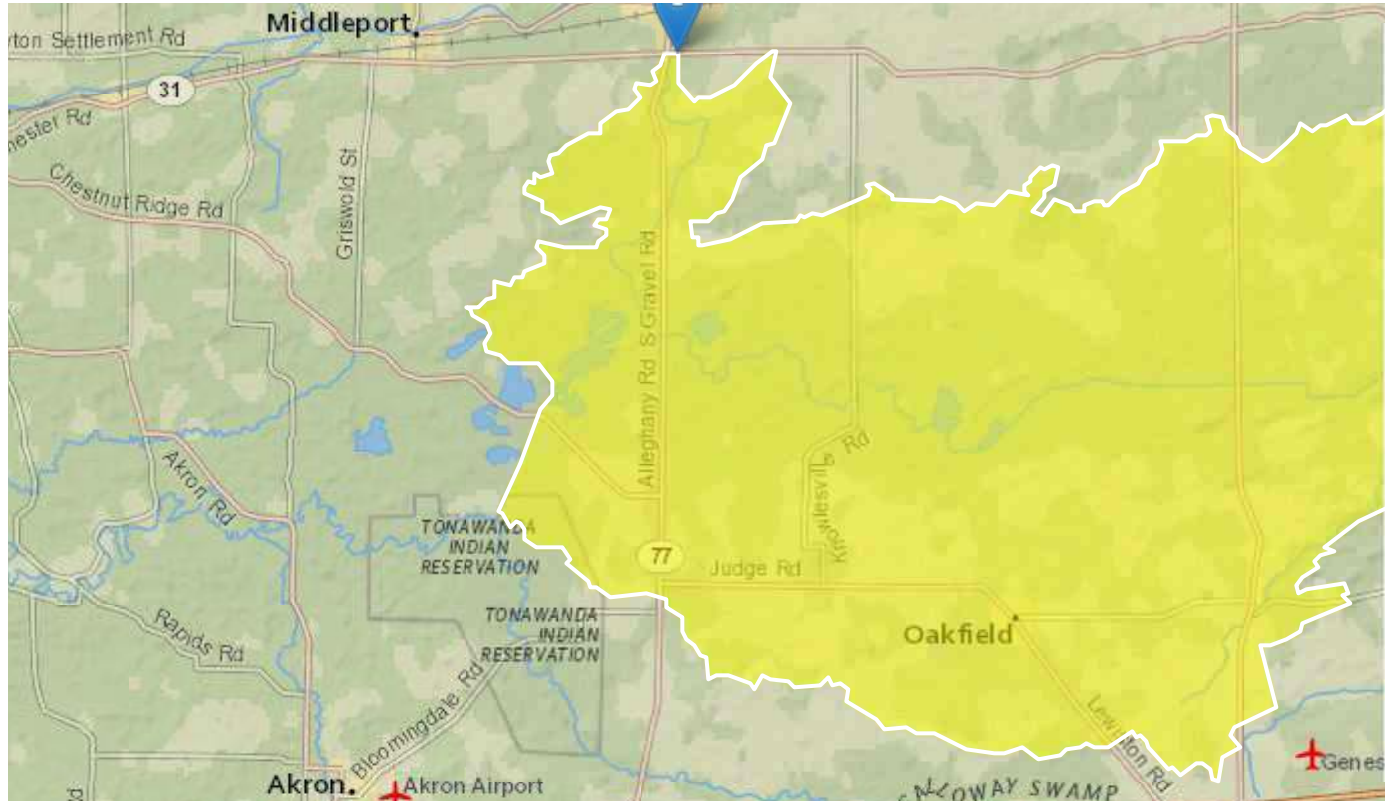 Middleport
ton Settlement Rd
31
hester Rd
Chestnut Ridge Rd
Griswold St
Alleghany Rd S Gravel Rd
Akron Rd
Knowlesville Rd
TONAWANDA
INDIAN
RESERVATION
77
Judge Rd
TONAWANDA
INDIAN
RESERVATION
Oakfield
Rapids Rd
Bloomingdale Rd
Lewiston Rd
Akron
Akron Airport
Genes
ALLOWAY SWAMP